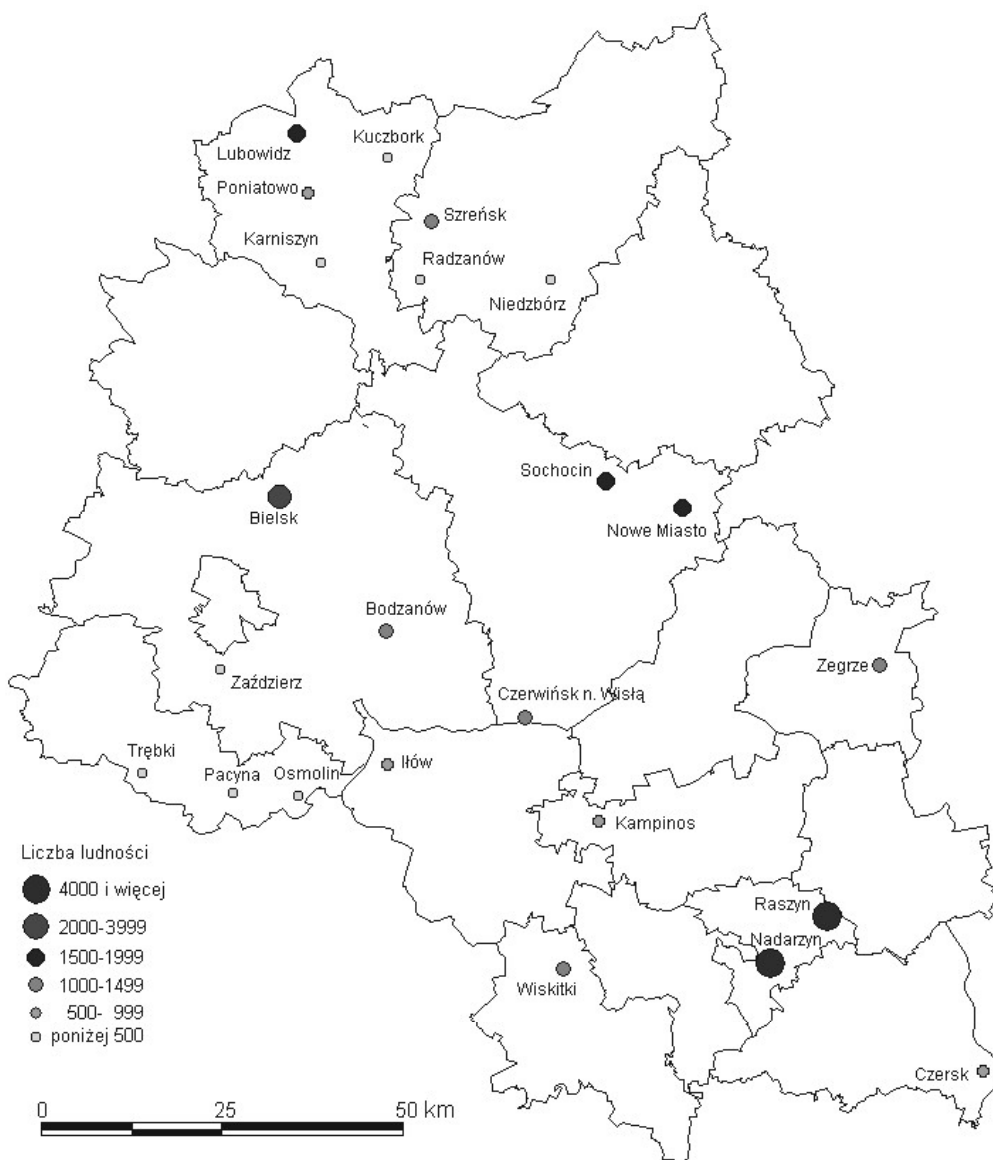 Kuczbork
Lubowidz
Poniatowo
Szreńsk
Karniszyn
Radzanów
Niedzbórz
Sochocin
Bielsk
Nowe Miasto
Bodzanów
Zegrze
Zaździerz
Czerwińsk n. Wisłą
Trębki
Pacyna
Osmolin
Iłów
Kampinos
Liczba ludności
4000 i więcej
2000-3999
1500-1999
1000-1499
500- 999
poniżej 500
Raszyn
Nadarzyn
Wiskitki
Czersk
0 25 50 km